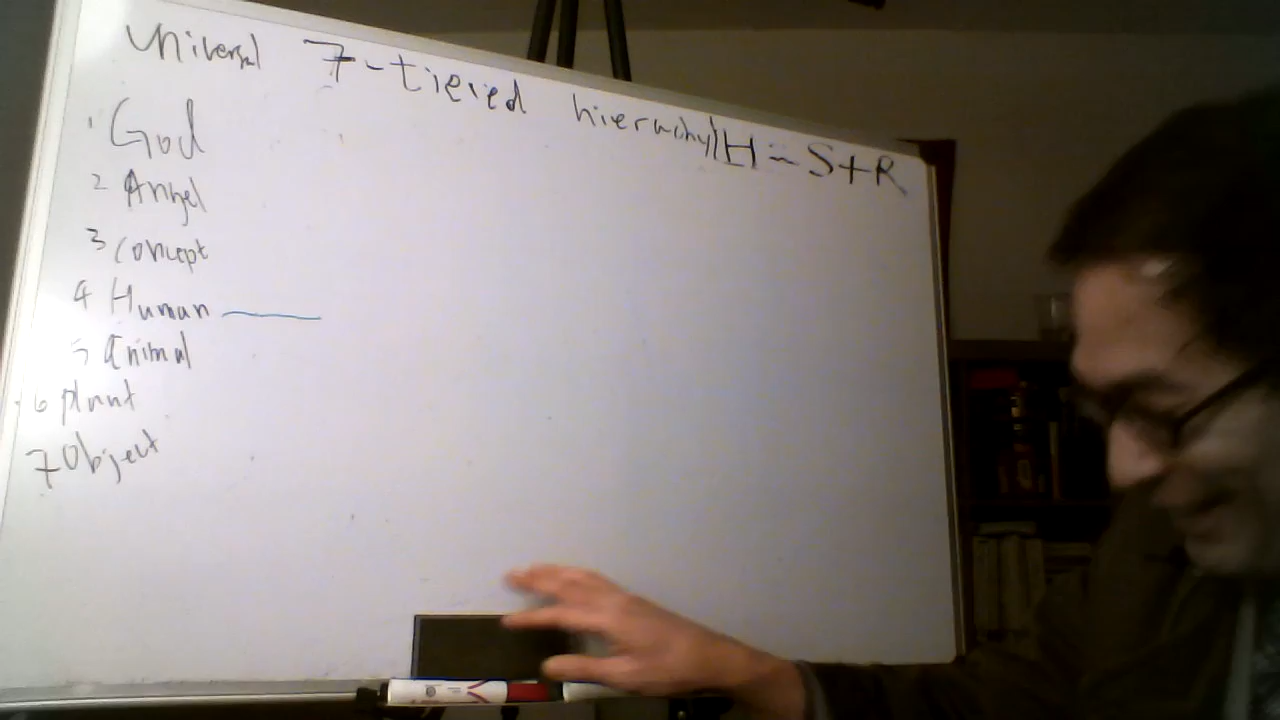 Universal 7-tiered hierarchy H = S+R
1 God
2 Angel
3 concept
4 Human
5 Animal
6 plant
7 Object